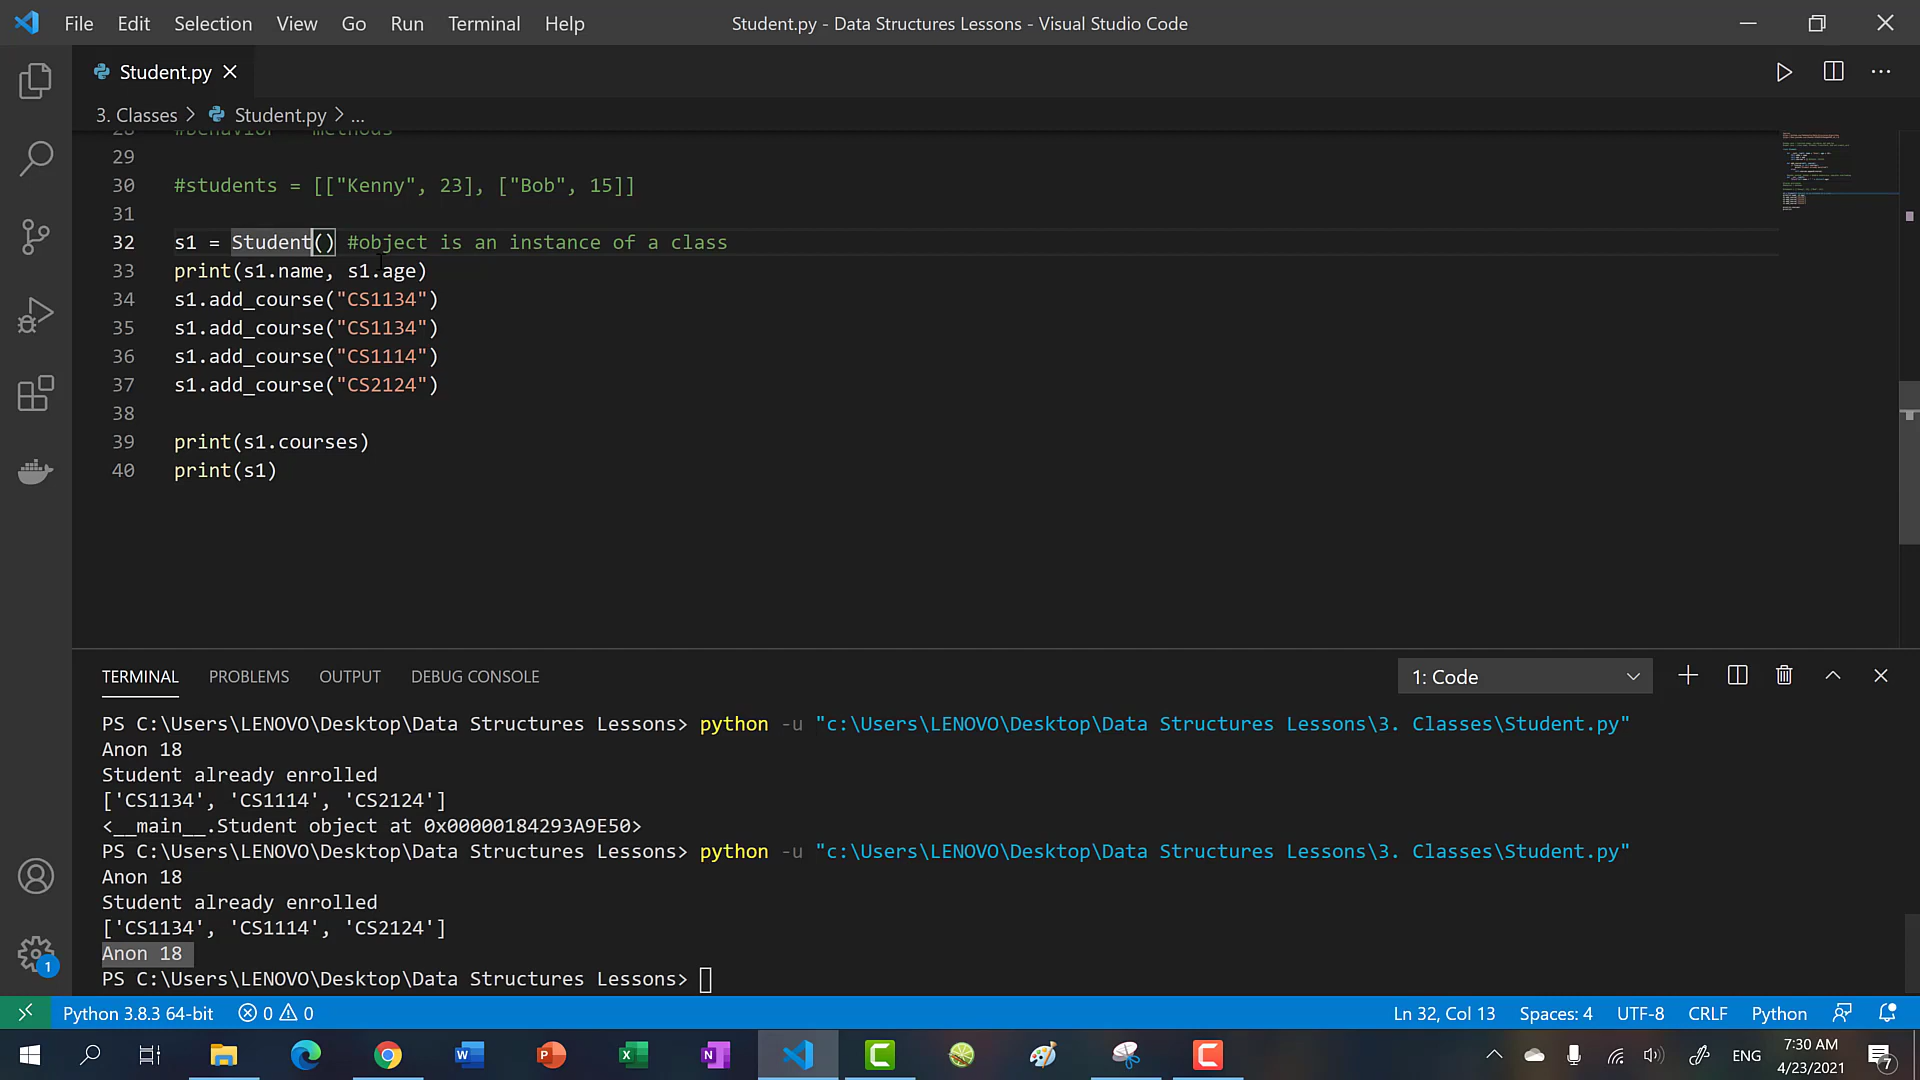 File Edit Selection View Go Run Terminal Help
Student.py - Data Structures Lessons - Visual Studio Code
Student.py
3. Classes > Student.py > ...
28 #behavior - methods
29
30 #students = [["Kenny", 23], ["Bob", 15]]
31
32 s1 = Student() #object is an instance of a class
33 print(s1.name, s1.age)
34 s1.add_course("CS1134")
35 s1.add_course("CS1134")
36 s1.add_course("CS1114")
37 s1.add_course("CS2124")
38
39 print(s1.courses)
40 print(s1)
TERMINAL PROBLEMS OUTPUT DEBUG CONSOLE
1: Code
PS C:\Users\LENOVO\Desktop\Data Structures Lessons> python -u "c:\Users\LENOVO\Desktop\Data Structures Lessons\3. Classes\Student.py"
Anon 18
Student already enrolled
['CS1134', 'CS1114', 'CS2124']
<__main__.Student object at 0x00000184293A9E50>
PS C:\Users\LENOVO\Desktop\Data Structures Lessons> python -u "c:\Users\LENOVO\Desktop\Data Structures Lessons\3. Classes\Student.py"
Anon 18
Student already enrolled
['CS1134', 'CS1114', 'CS2124']
Anon 18
PS C:\Users\LENOVO\Desktop\Data Structures Lessons>
1
Python 3.8.3 64-bit 0 0
Ln 32, Col 13 Spaces: 4 UTF-8 CRLF Python
ENG
7:30 AM
4/23/2021
7